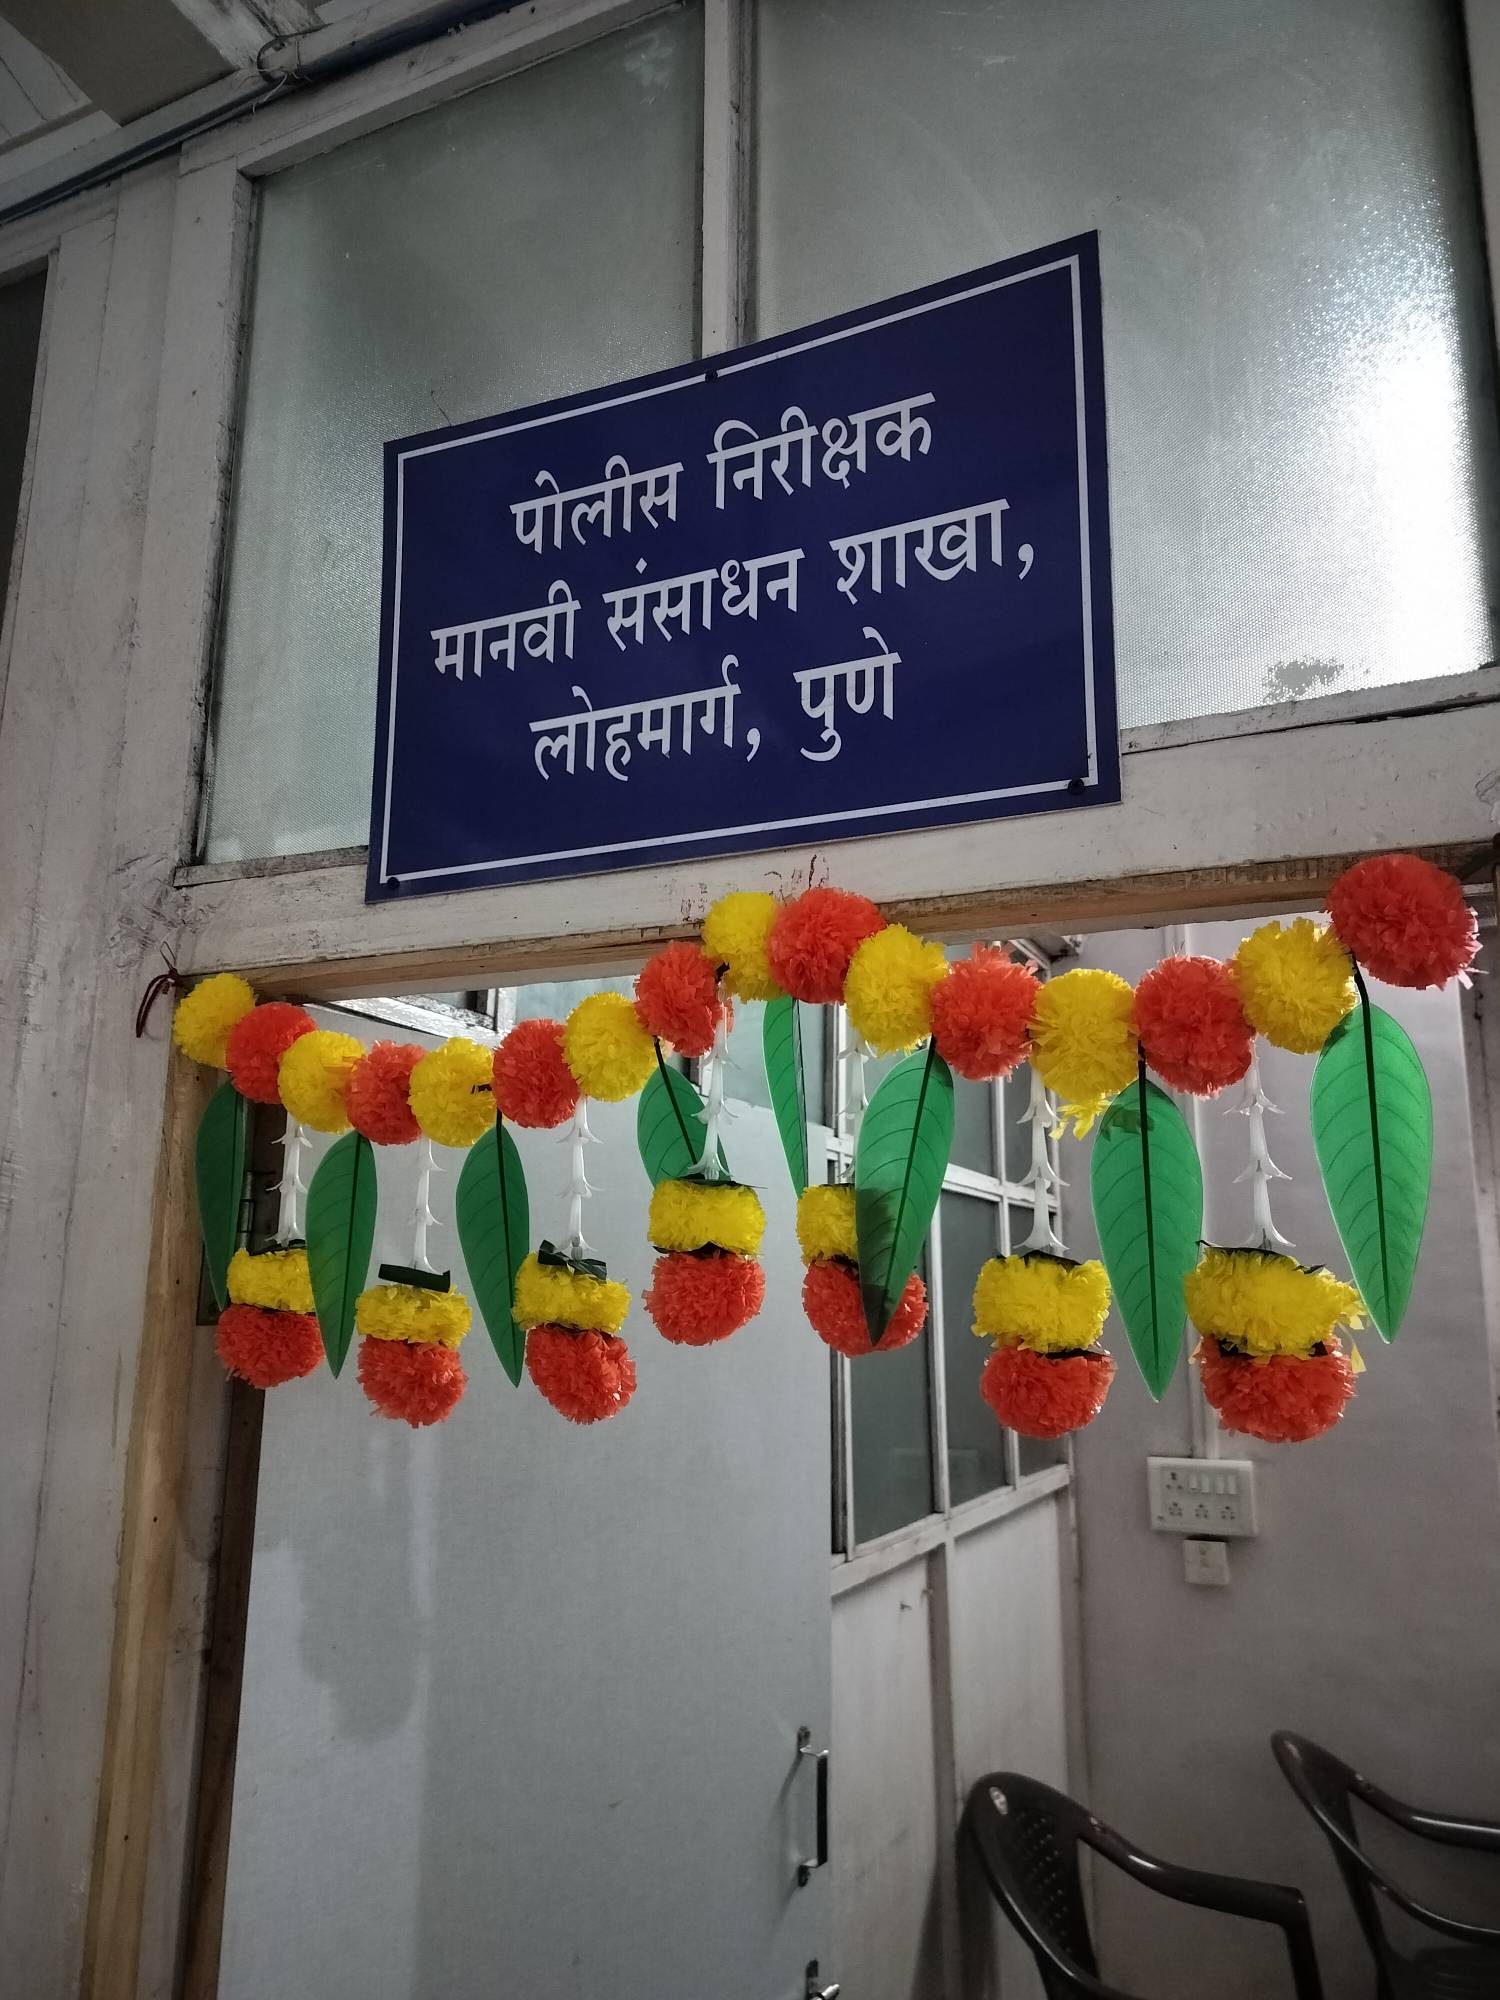 पोलीस निरीक्षक
मानवी संसाधन शाखा,
लोहमार्ग, पुणे